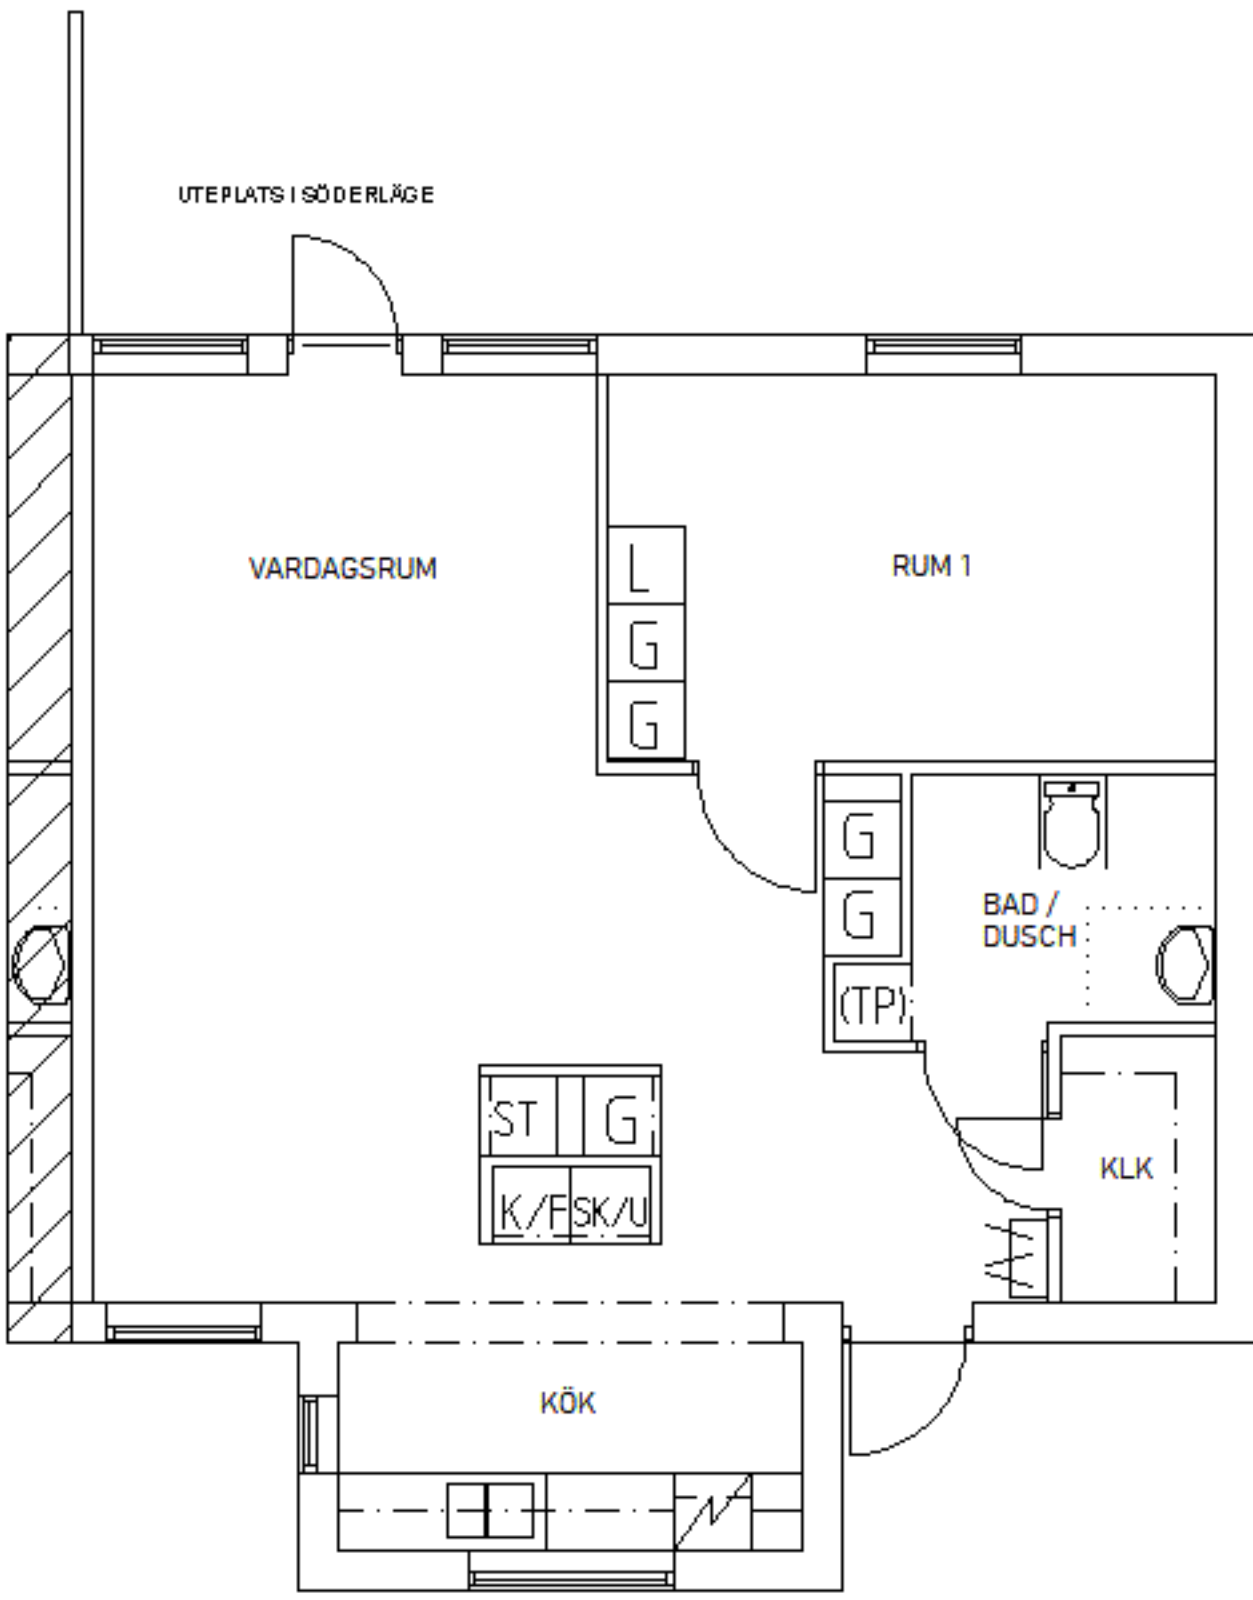 UTEPLATS I SÖDERLÄGE
VARDAGSRUM
RUM 1
L
G
G
G
G
BAD /
DUSCH
(TP)
ST
G
K/F
SK/U
KLK
KÖK